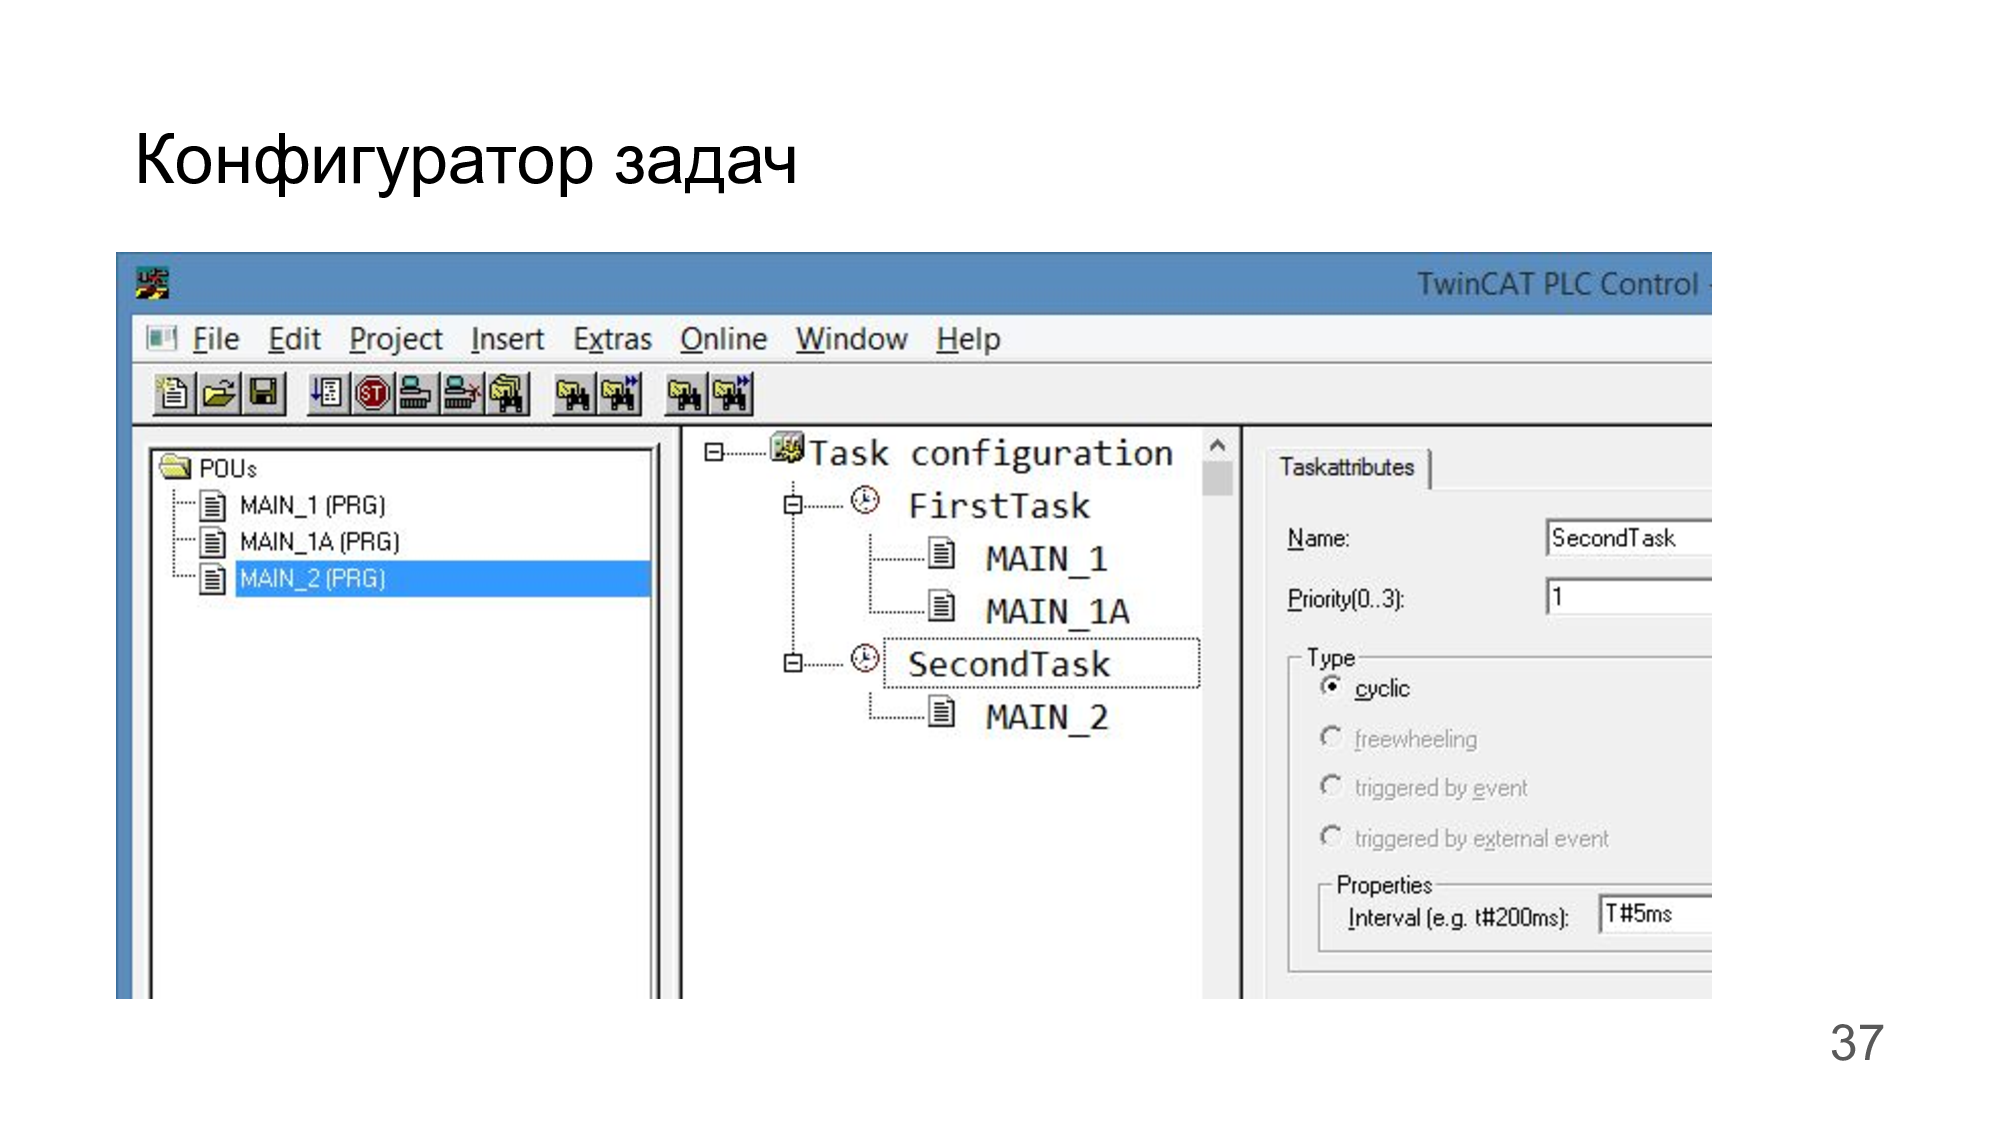 Конфигуратор задач
TwinCAT PLC Control -
File Edit Project Insert Extras Online Window Help
POUs
MAIN_1 (PRG)
MAIN_1A (PRG)
MAIN_2 (PRG)
Task configuration
FirstTask
MAIN_1
MAIN_1A
SecondTask
MAIN_2
Taskattributes
Name: SecondTask
Priority(0..3): 1
Type
cyclic
freewheeling
triggered by event
triggered by external event
Properties
Interval (e.g. t#200ms): T#5ms
37